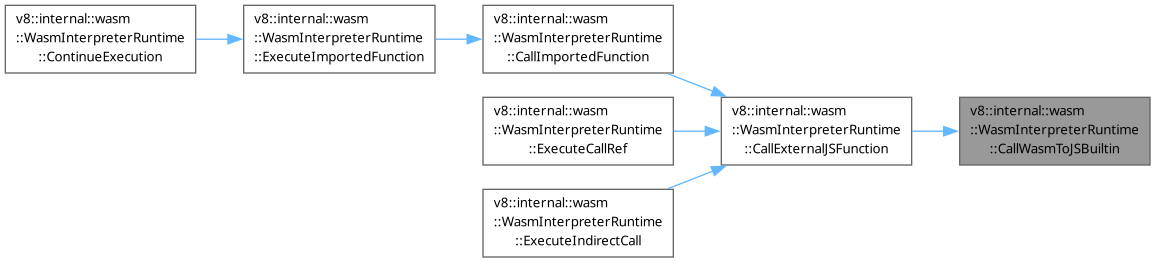 v8::internal::wasm
::WasmInterpreterRuntime
::ContinueExecution
v8::internal::wasm
::WasmInterpreterRuntime
::ExecuteImportedFunction
v8::internal::wasm
::WasmInterpreterRuntime
::CallImportedFunction
v8::internal::wasm
::WasmInterpreterRuntime
::ExecuteCallRef
v8::internal::wasm
::WasmInterpreterRuntime
::CallExternalJSFunction
v8::internal::wasm
::WasmInterpreterRuntime
::CallWasmToJSBuiltin
v8::internal::wasm
::WasmInterpreterRuntime
::ExecuteIndirectCall